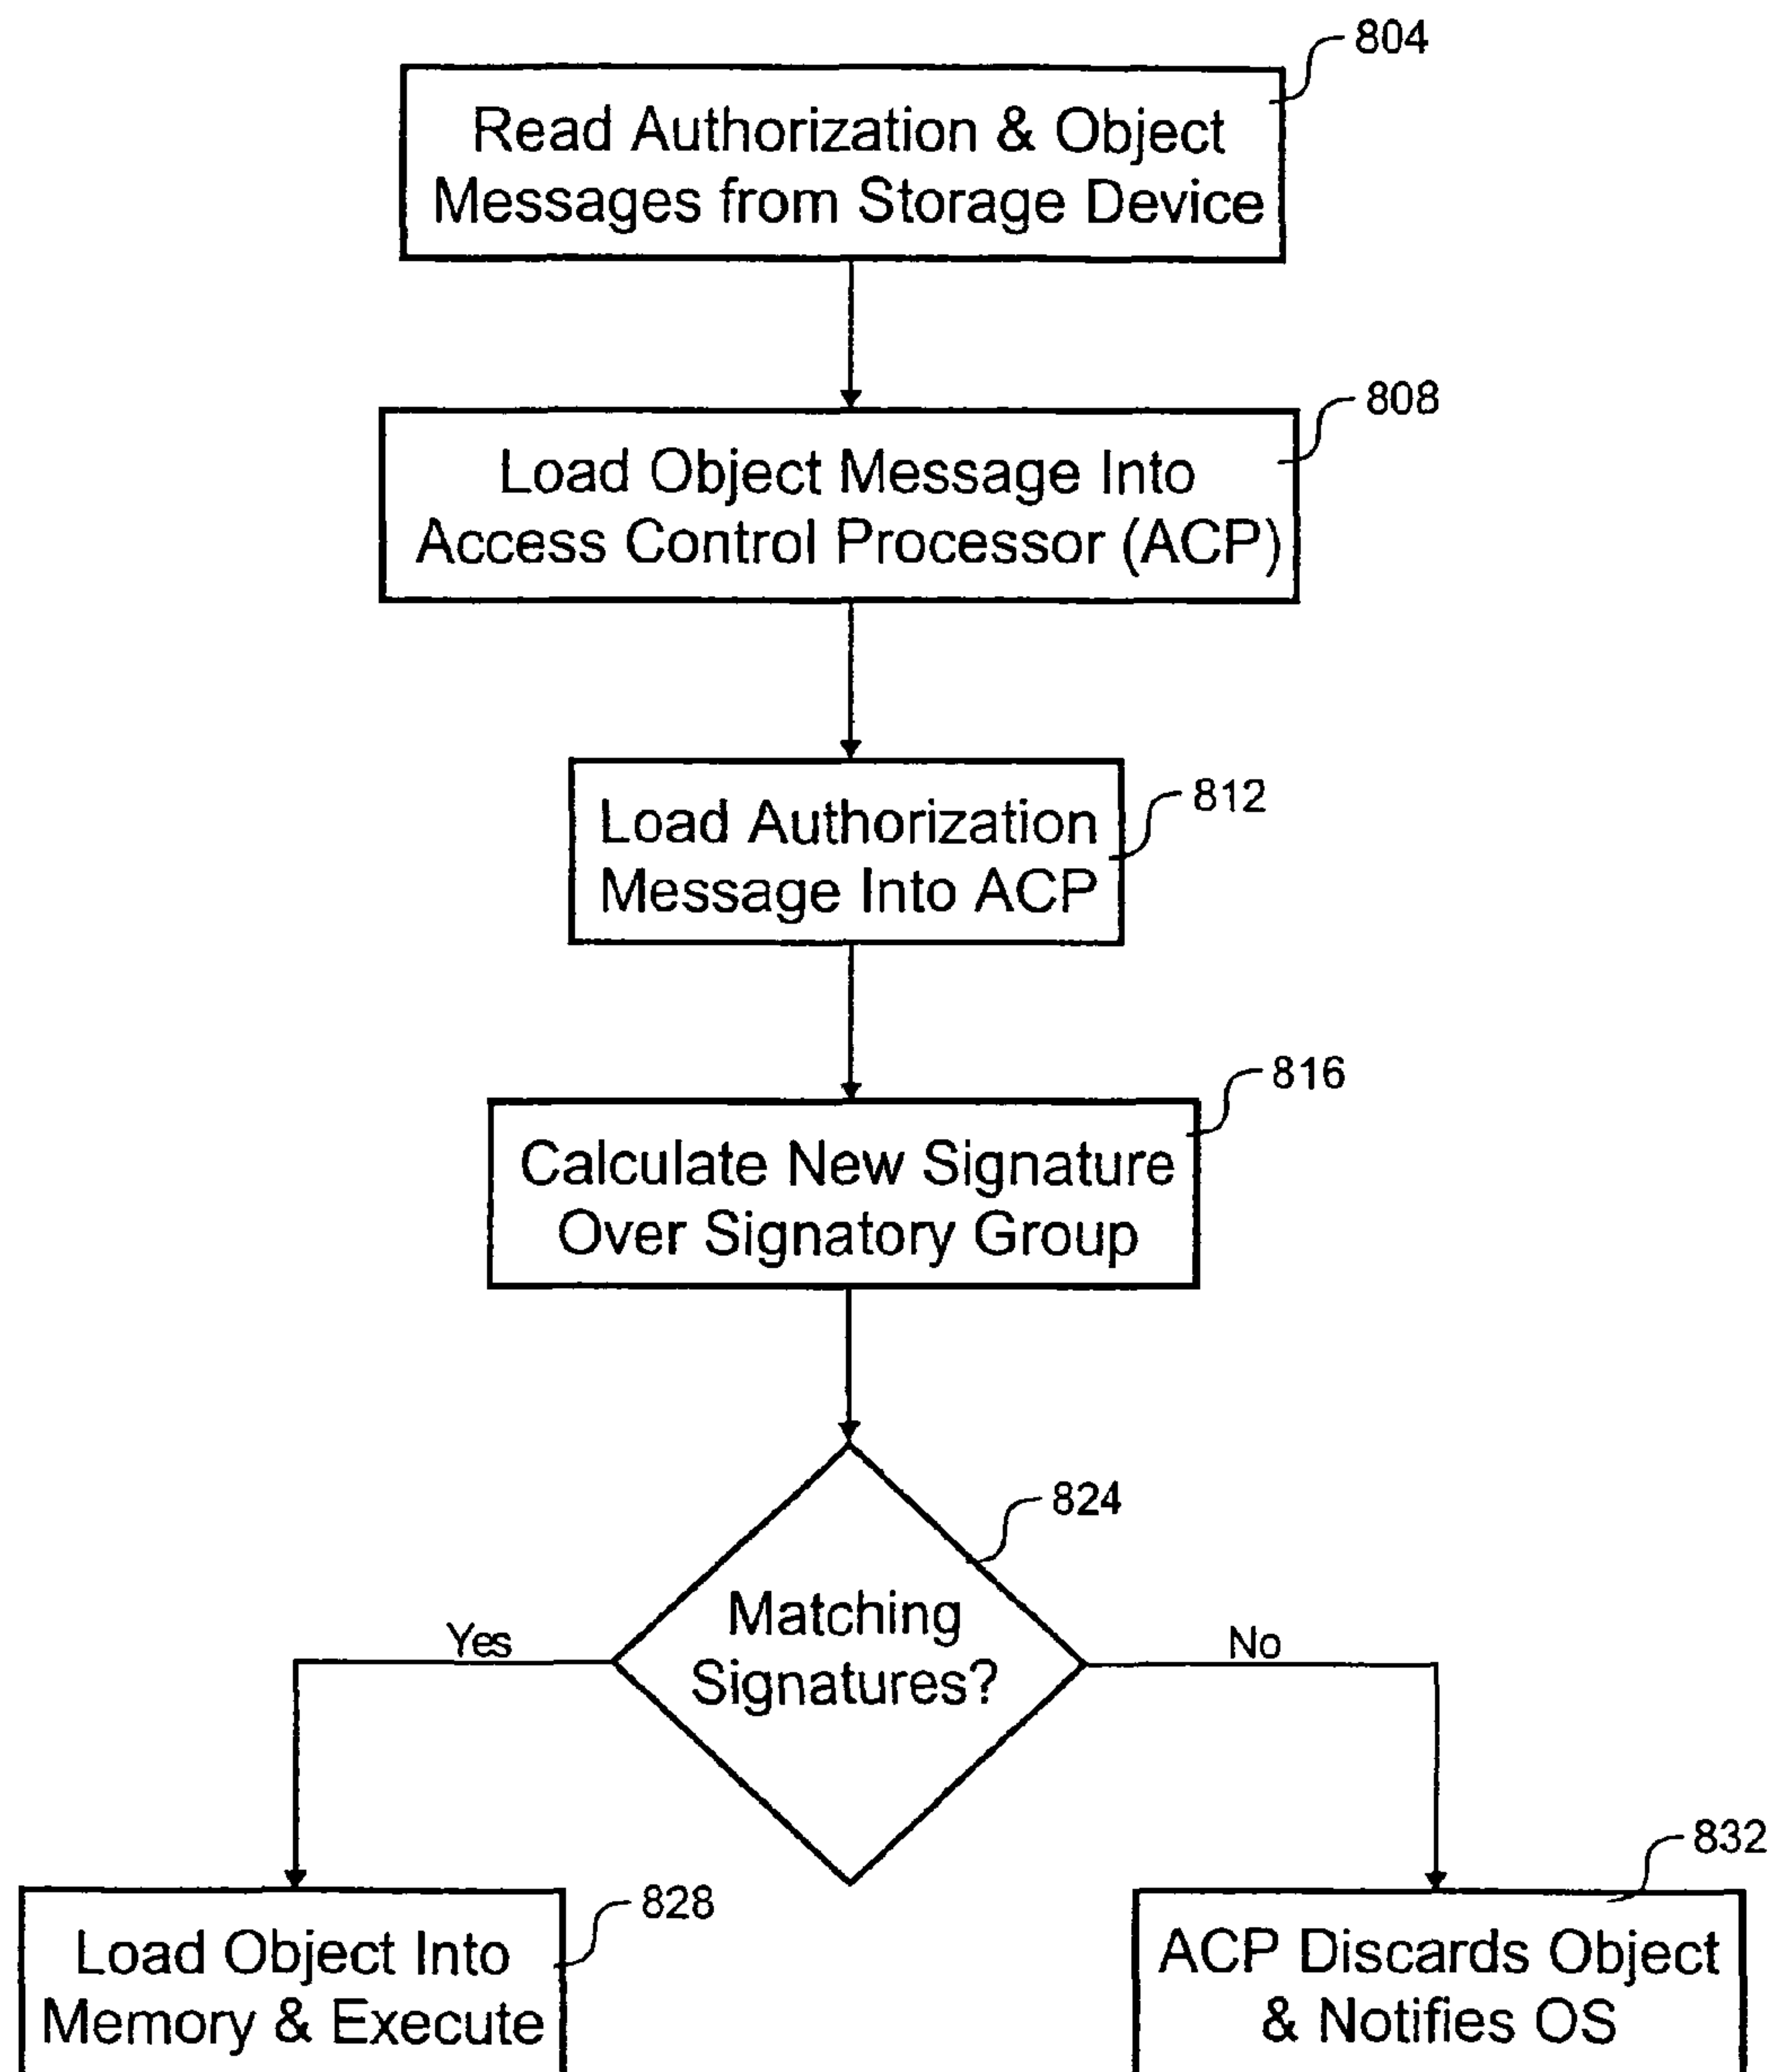 804
Read Authorization & Object
Messages from Storage Device
808
Load Object Message Into
Access Control Processor (ACP)
812
Load Authorization
Message Into ACP
816
Calculate New Signature
Over Signatory Group
824
Matching
Signatures?
Yes
No
828
Load Object Into
Memory & Execute
832
ACP Discards Object
& Notifies OS